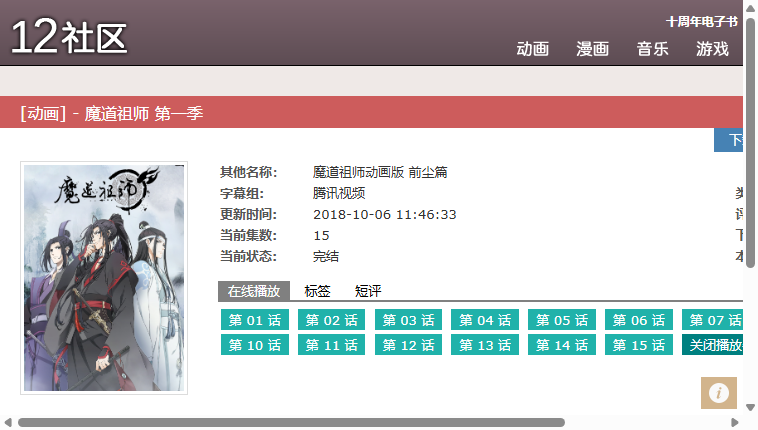 12社区
十周年电子书
动画 漫画 音乐 游戏
[动画] - 魔道祖师 第一季
魔道祖师
其他名称: 魔道祖师动画版 前尘篇
字幕组: 腾讯视频
更新时间: 2018-10-06 11:46:33
当前集数: 15
当前状态: 完结
在线播放 标签 短评
第 01 话 第 02 话 第 03 话 第 04 话 第 05 话 第 06 话 第 07 话
第 10 话 第 11 话 第 12 话 第 13 话 第 14 话 第 15 话 关闭播放